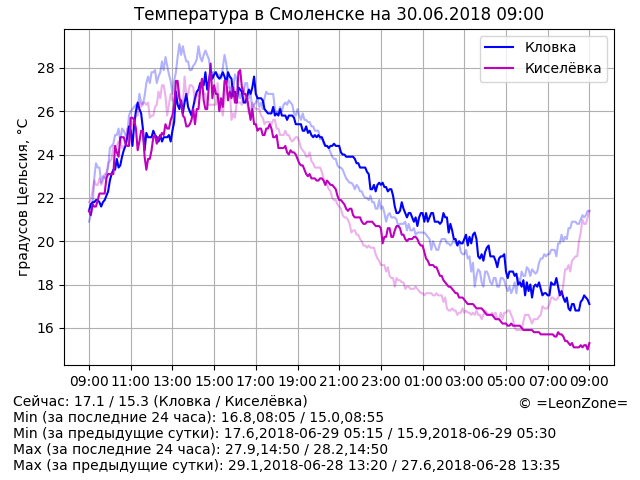 Температура в Смоленске на 30.06.2018 09:00
Кловка
Киселёвка
градусов Цельсия, °C
28
26
24
22
20
18
16
09:00 11:00 13:00 15:00 17:00 19:00 21:00 23:00 01:00 03:00 05:00 07:00 09:00
Сейчас: 17.1 / 15.3 (Кловка / Киселёвка)
© =LeonZone=
Min (за последние 24 часа): 16.8,08:05 / 15.0,08:55
Min (за предыдущие сутки): 17.6,2018-06-29 05:15 / 15.9,2018-06-29 05:30
Max (за последние 24 часа): 27.9,14:50 / 28.2,14:50
Max (за предыдущие сутки): 29.1,2018-06-28 13:20 / 27.6,2018-06-28 13:35